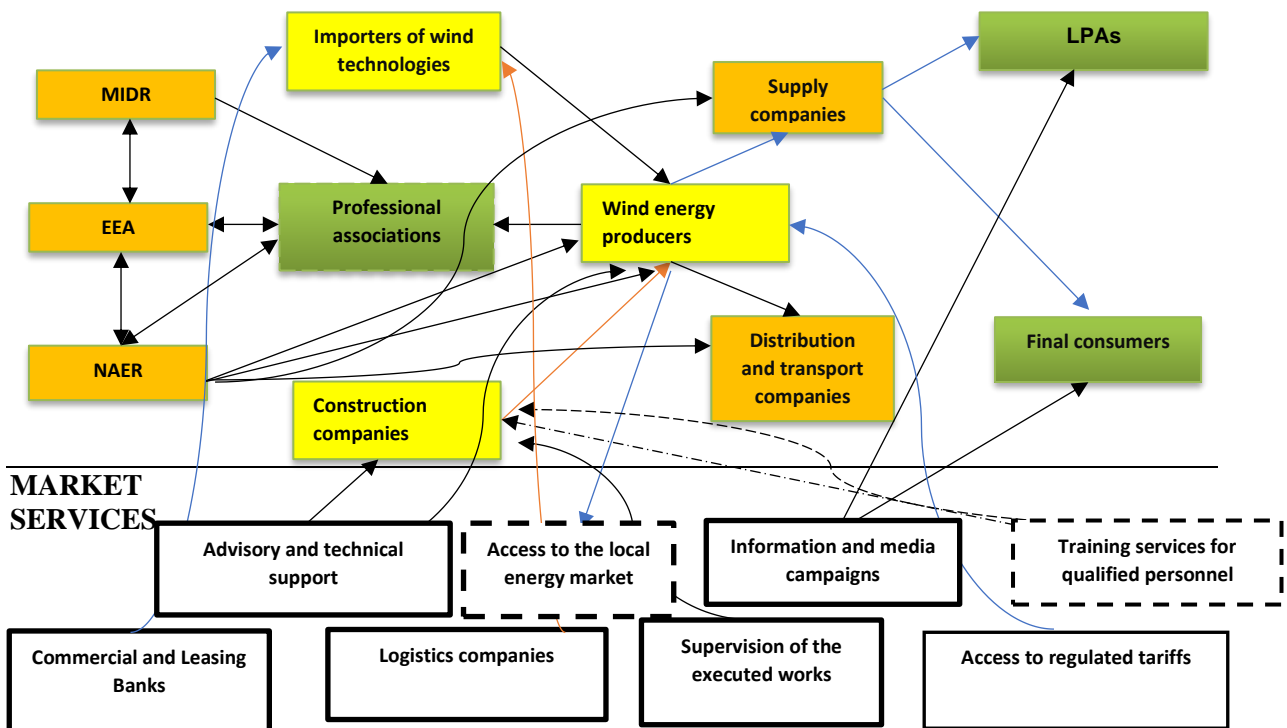 Importers of wind
technologies
LPAs
MIDR
Supply
companies
Professional
associations
Wind energy
producers
EEA
Distribution
and transport
companies
Final consumers
NAER
Construction
companies
MARKET
SERVICES
Advisory and technical
support
Access to the local
energy market
Information and media
campaigns
Training services for
qualified personnel
Commercial and Leasing
Banks
Logistics companies
Supervision of the
executed works
Access to regulated tariffs